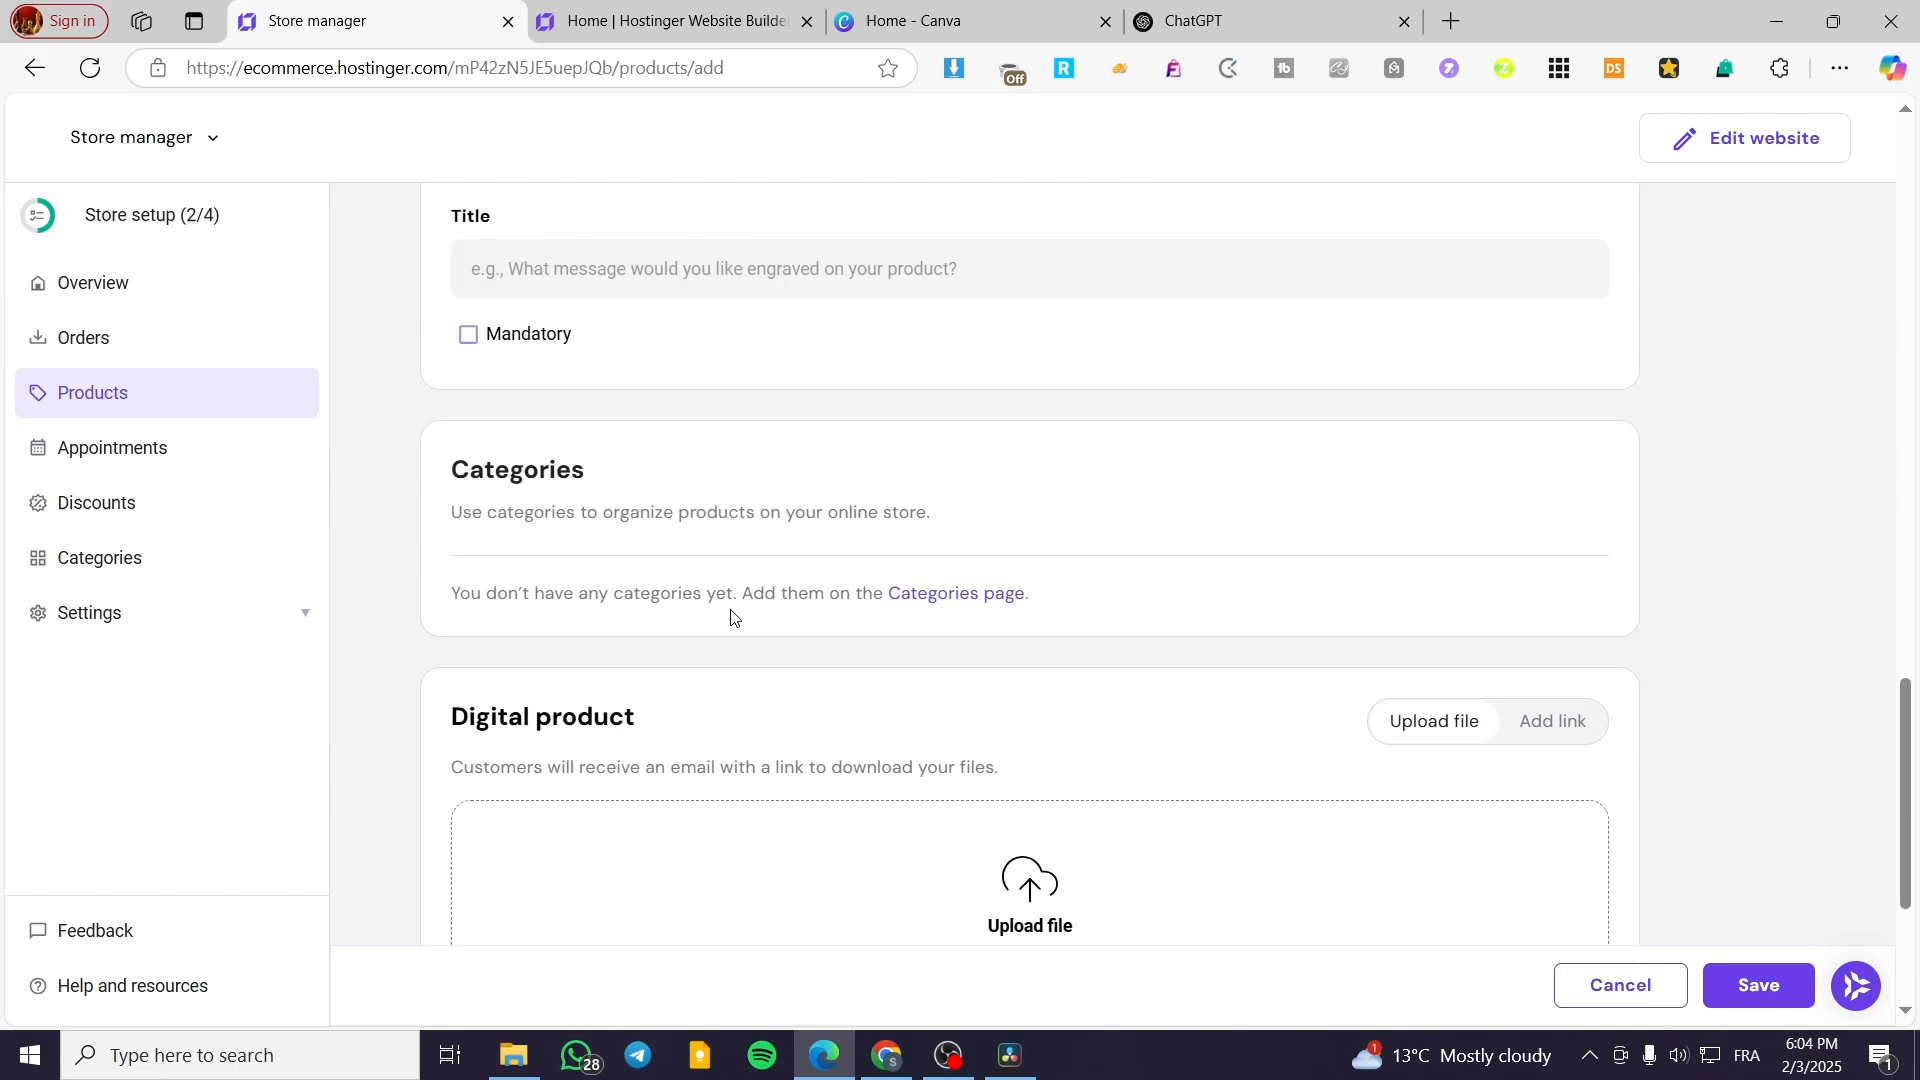 Sign in
Store manager
Home | Hostinger Website Builde
Home - Canva
ChatGPT
https://ecommerce.hostinger.com/mP42zN5JE5uepJQb/products/add
Off
R
tb
DS
Store manager
Edit website
Store setup (2/4)
Overview
Orders
Products
Appointments
Discounts
Categories
Settings
Feedback
Help and resources
Title
e.g., What message would you like engraved on your product?
Mandatory
Categories
Use categories to organize products on your online store.
You don't have any categories yet. Add them on the Categories page.
Digital product
Upload file
Add link
Customers will receive an email with a link to download your files.
Upload file
Cancel
Save
Type here to search
28
S
1
13°C Mostly cloudy
FRA
6:04 PM
2/3/2025
1